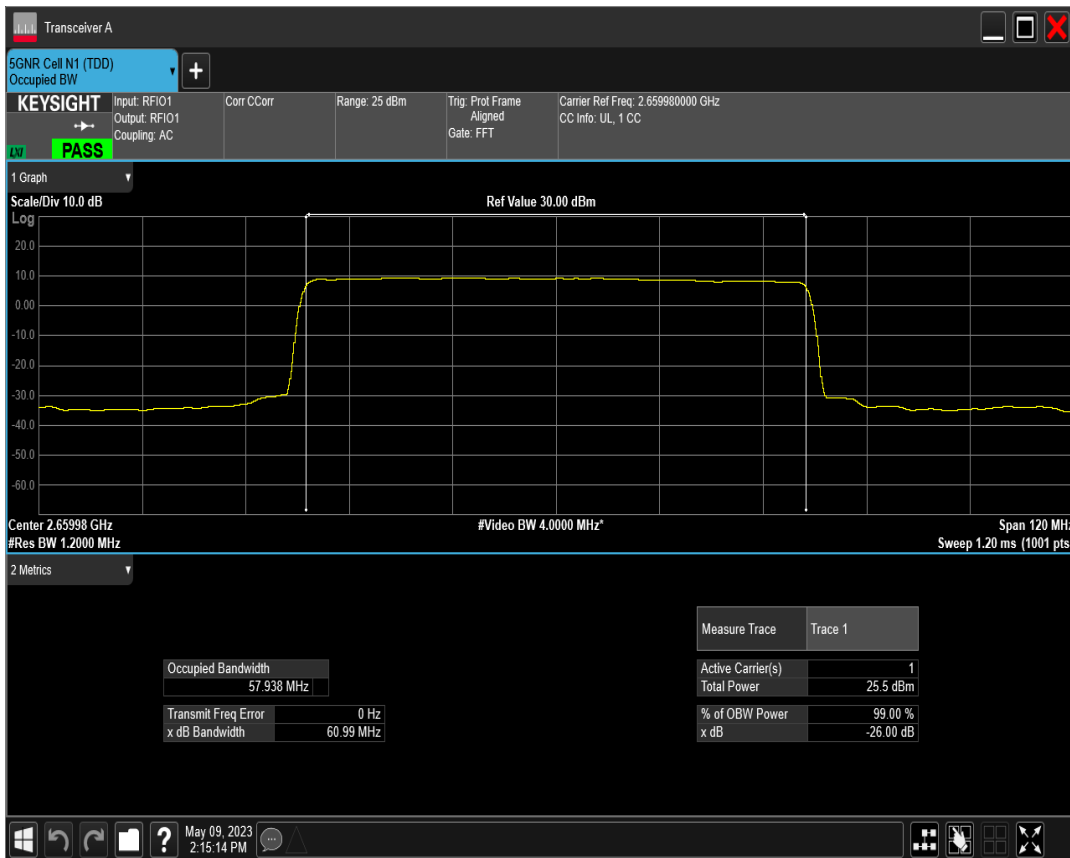 Transceiver A
5GNR Cell N1 (TDD)
Occupied BW
KEYSIGHT
LXI
PASS
Input: RFIO1
Output: RFIO1
Coupling: AC
Corr CCorr
Range: 25 dBm
Trig: Prot Frame
Aligned
Gate: FFT
Carrier Ref Freq: 2.659980000 GHz
CC Info: UL, 1 CC
1 Graph
Scale/Div 10.0 dB
Ref Value 30.00 dBm
Log
20.0
10.0
0.00
-10.0
-20.0
-30.0
-40.0
-50.0
-60.0
Center 2.65998 GHz
#Video BW 4.0000 MHz*
Span 120 MHz
#Res BW 1.2000 MHz
Sweep 1.20 ms (1001 pts
2 Metrics
Measure Trace Trace 1
Occupied Bandwidth
57.938 MHz
Active Carrier(s) 1
Total Power 25.5 dBm
Transmit Freq Error 0 Hz
x dB Bandwidth 60.99 MHz
% of OBW Power 99.00 %
x dB -26.00 dB
?
May 09, 2023
2:15:14 PM